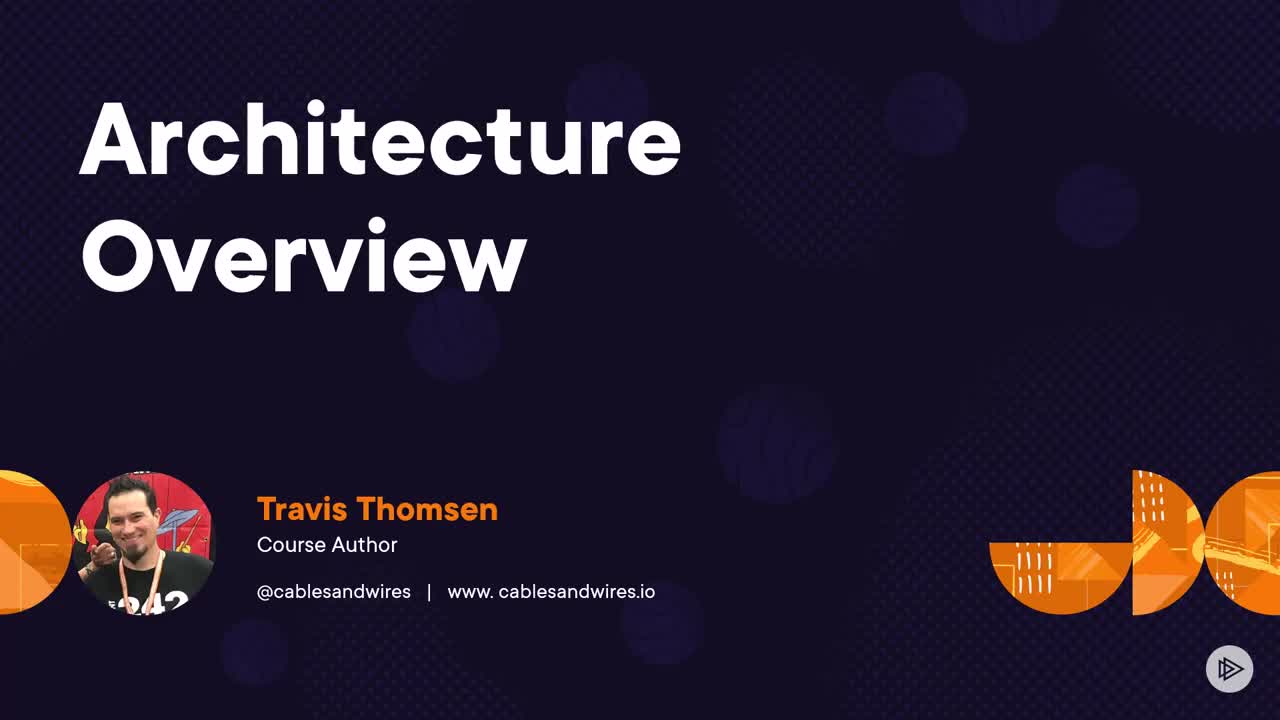 Architecture
Overview
Travis Thomsen
Course Author
@cablesandwires | www. cablesandwires.io